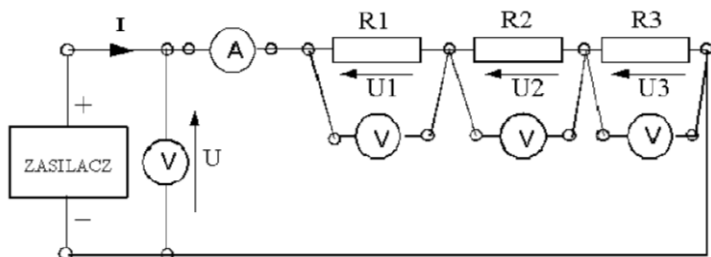 I
A
R1
R2
R3
U1
U2
U3
+
ZASILACZ
V
U
V
V
V
−